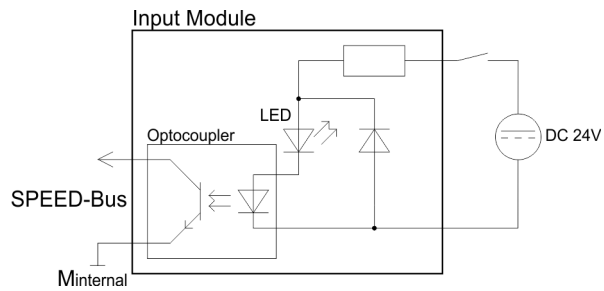 Input Module
LED
Optocoupler
DC 24V
SPEED-Bus
Minternal